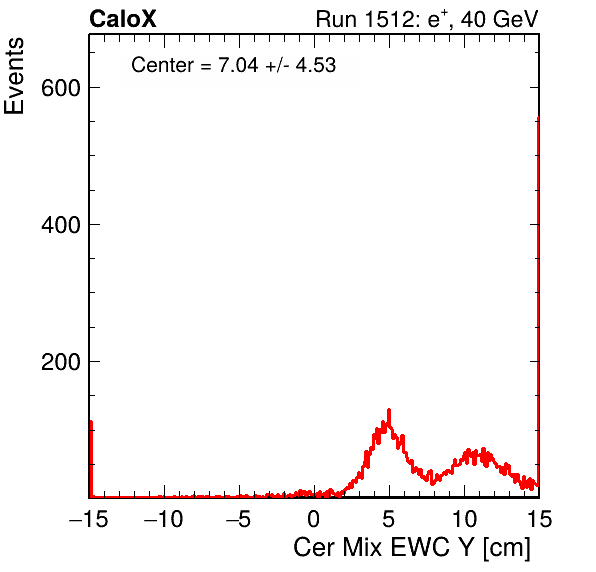 CaloX Run 1512: e⁺, 40 GeV
Center = 7.04 +/- 4.53
Events
600
400
200
−15 −10 −5 0 5 10 15
Cer Mix EWC Y [cm]